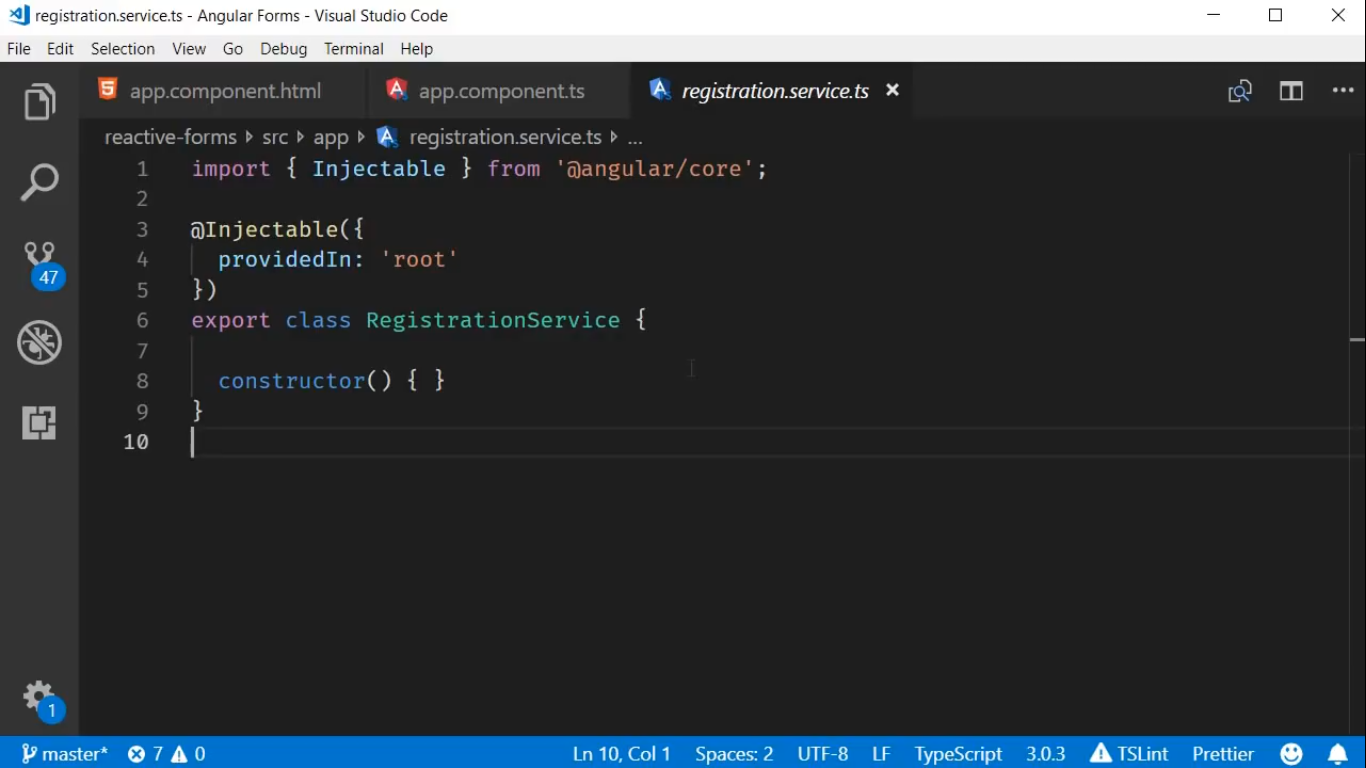 registration.service.ts - Angular Forms - Visual Studio Code
File Edit Selection View Go Debug Terminal Help
app.component.html app.component.ts registration.service.ts
reactive-forms src app registration.service.ts ...
1 import { Injectable } from '@angular/core';
2
3 @Injectable({
4 providedIn: 'root'
5 })
6 export class RegistrationService {
7
8 constructor() { }
9 }
10
47
1
master* 7 0 Ln 10, Col 1 Spaces: 2 UTF-8 LF TypeScript 3.0.3 TSLint Prettier